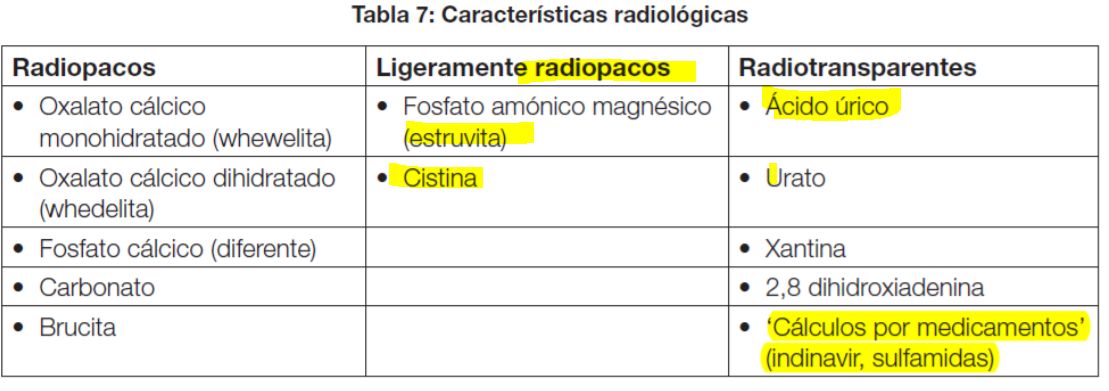 Tabla 7: Características radiológicas
Radiopacos
Ligeramente radiopacos
Radiotransparentes
• Oxalato cálcico
monohidratado (whewelita)
• Fosfato amónico magnésico
(estruvita)
• Ácido úrico
• Oxalato cálcico dihidratado
(whedelita)
• Cistina
• Urato
• Fosfato cálcico (diferente)
• Xantina
• Carbonato
• 2,8 dihidroxiadenina
• Brucita
• ‘Cálculos por medicamentos’
(indinavir, sulfamidas)